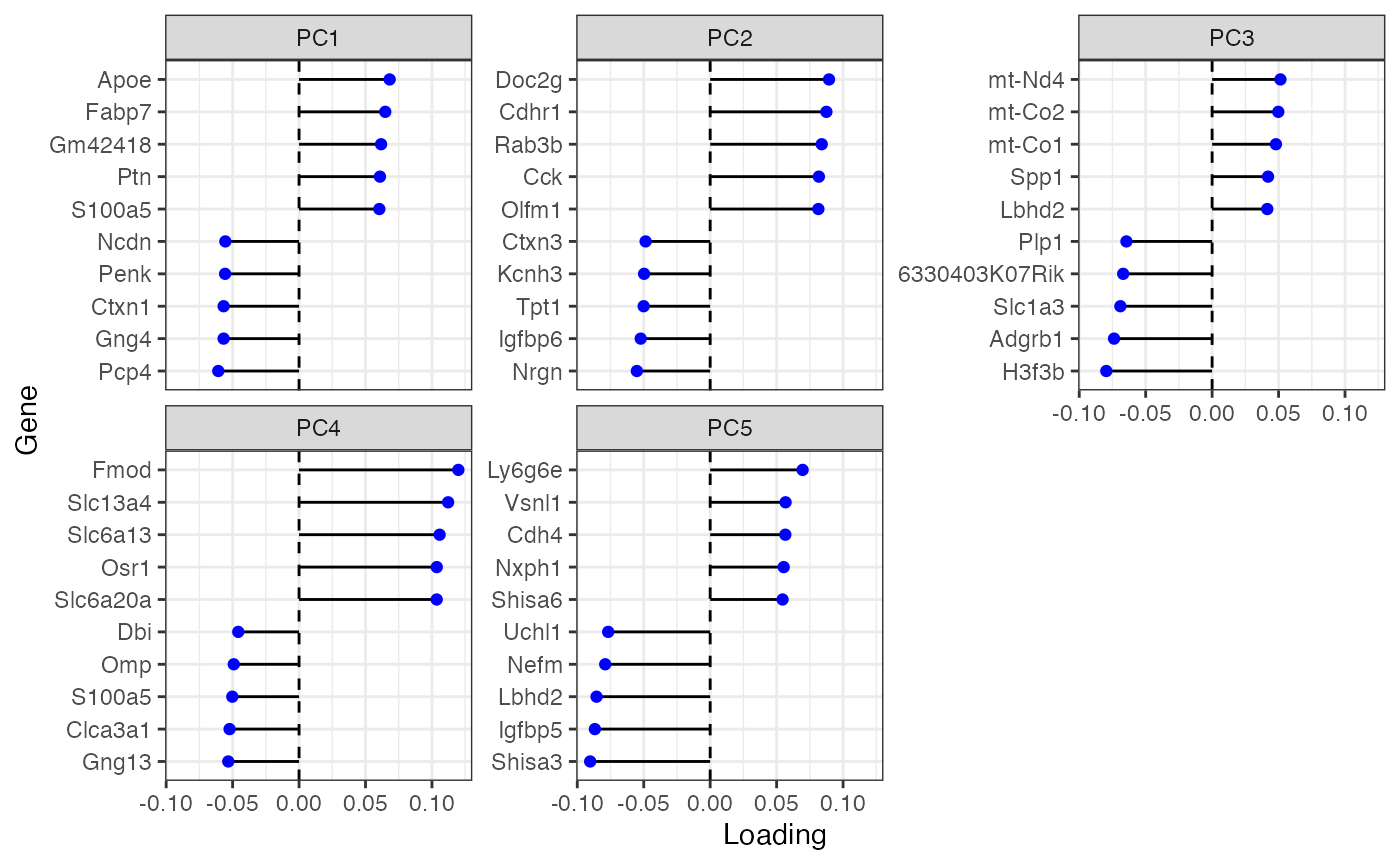 PC1
Apoe
Fabp7
Gm42418
Ptn
S100a5
Ncdn
Penk
Ctxn1
Gng4
Pcp4
PC2
Doc2g
Cdhr1
Rab3b
Cck
Olfm1
Ctxn3
Kcnh3
Tpt1
Igfbp6
Nrgn
PC3
mt-Nd4
mt-Co2
mt-Co1
Spp1
Lbhd2
Plp1
6330403K07Rik
Slc1a3
Adgrb1
H3f3b
-0.10 -0.05 0.00 0.05 0.10
Gene
PC4
Fmod
Slc13a4
Slc6a13
Osr1
Slc6a20a
Dbi
Omp
S100a5
Clca3a1
Gng13
-0.10 -0.05 0.00 0.05 0.10
PC5
Ly6g6e
Vsnl1
Cdh4
Nxph1
Shisa6
Uchl1
Nefm
Lbhd2
Igfbp5
Shisa3
-0.10 -0.05 0.00 0.05 0.10
Loading